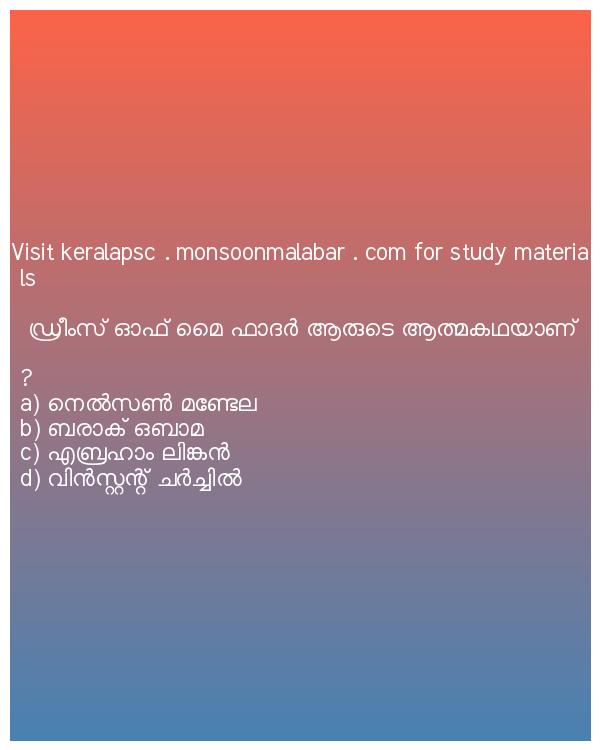 Visit keralapsc . monsoonmalabar . com for study materia
ls
ഡ്രീംസ് ഓഫ് മൈ ഫാദർ ആരുടെ ആത്മകഥയാണ്
?
a) നെൽസൺ മണ്ടേല
b) ബരാക് ഒബാമ
c) എബ്രഹാം ലിങ്കൻ
d) വിൻസ്റ്റന്റ് ചർച്ചിൽ